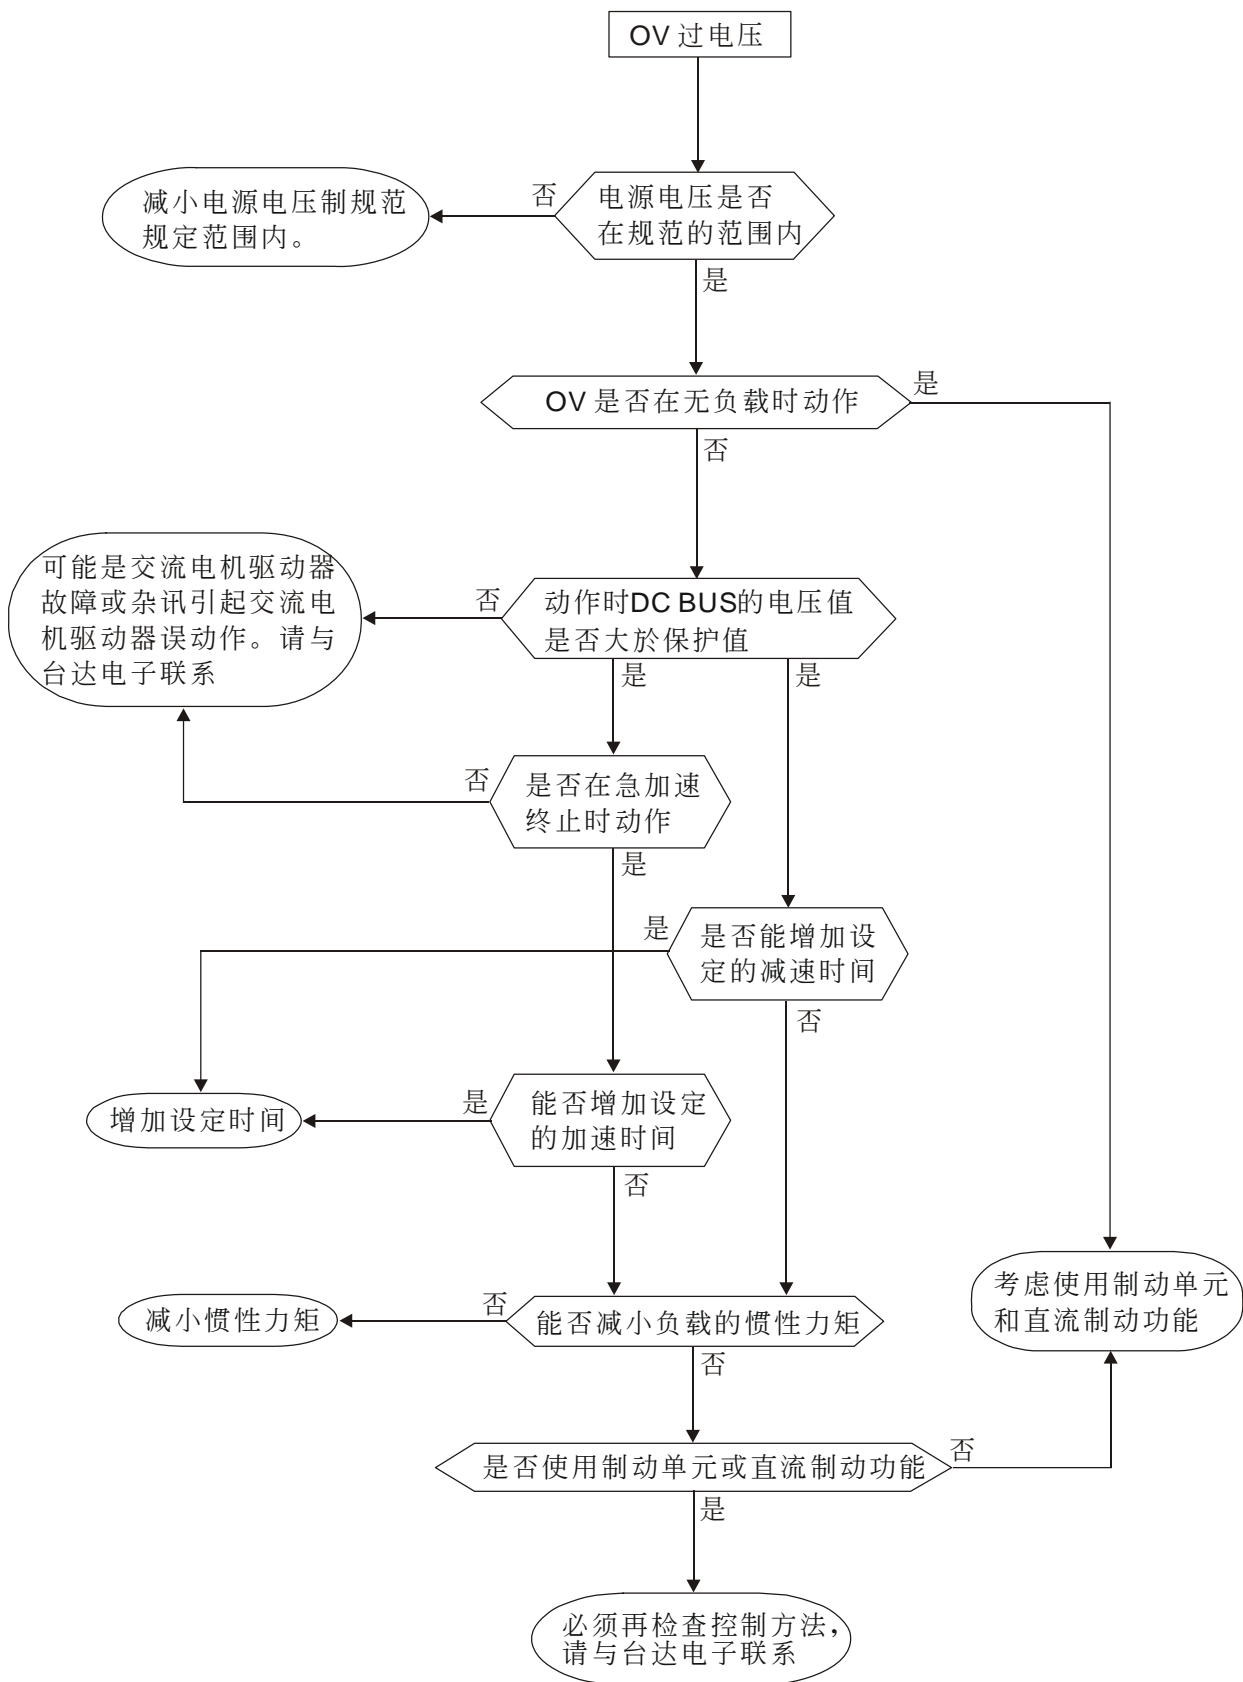 OV 过电压
否
电源电压是否
在规范的范围内
减小电源电压制规范
规定范围内。
是
OV 是否在无负载时动作
是
否
可能是交流电机驱动器
故障或杂讯引起交流电
机驱动器误动作。请与
台达电子联系
否
动作时DC BUS的电压值
是否大於保护值
是
是
否
是否在急加速
终止时动作
是
是
是否能增加设
定的减速时间
否
增加设定时间
是
能否增加设定
的加速时间
否
考虑使用制动单元
和直流制动功能
减小惯性力矩
否
能否减小负载的惯性力矩
否
是否使用制动单元或直流制动功能
否
是
必须再检查控制方法，
请与台达电子联系